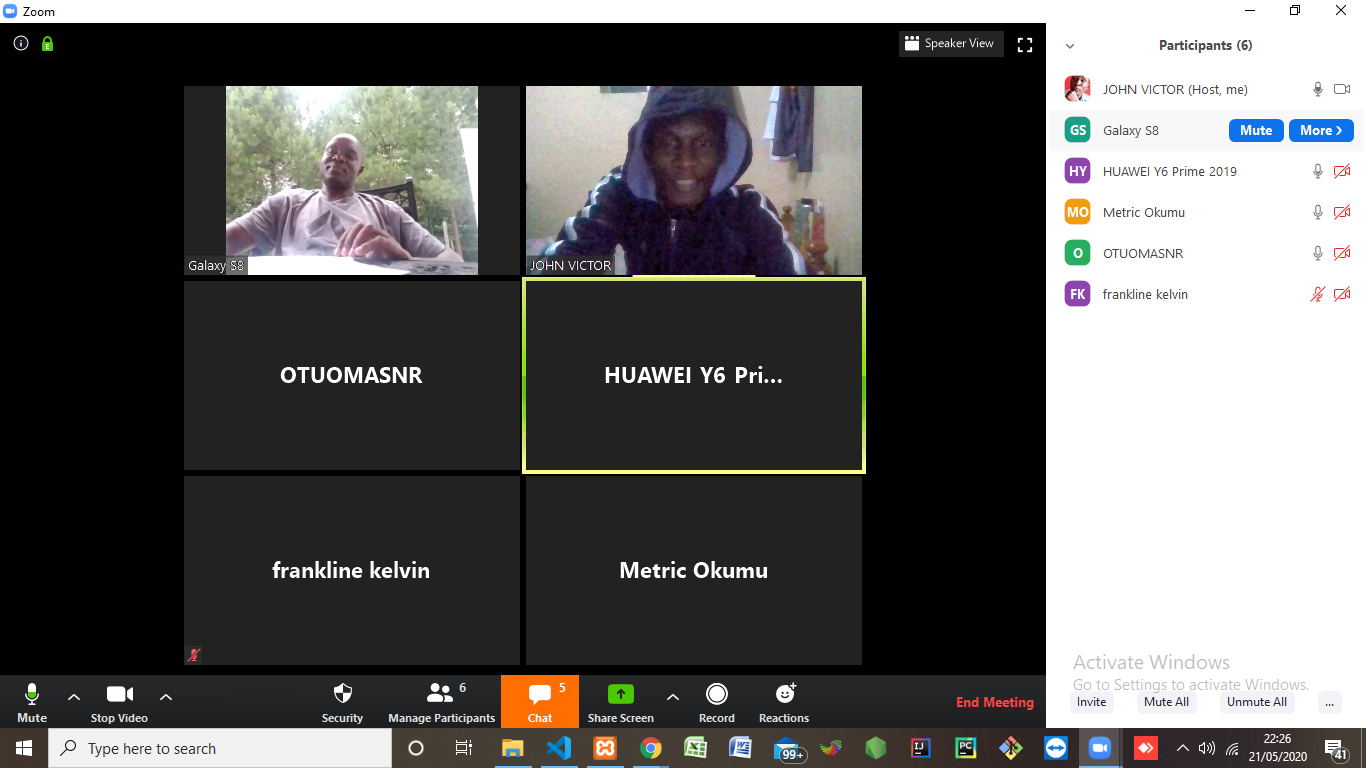 Zoom
Speaker View
Galaxy S8
JOHN VICTOR
OTUOMASNR
HUAWEI Y6 Pri...
frankline kelvin
Metric Okumu
Participants (6)
JOHN VICTOR (Host, me)
GS Galaxy S8 Mute More
HY HUAWEI Y6 Prime 2019
MO Metric Okumu
O OTUOMASNR
FK frankline kelvin
Activate Windows
Go to Settings to activate Windows.
Invite Mute All Unmute All ...
Mute
Stop Video
Security
6
Manage Participants
5
Chat
Share Screen
Record
Reactions
End Meeting
Type here to search
99+
IJ
PC
22:26
21/05/2020
41